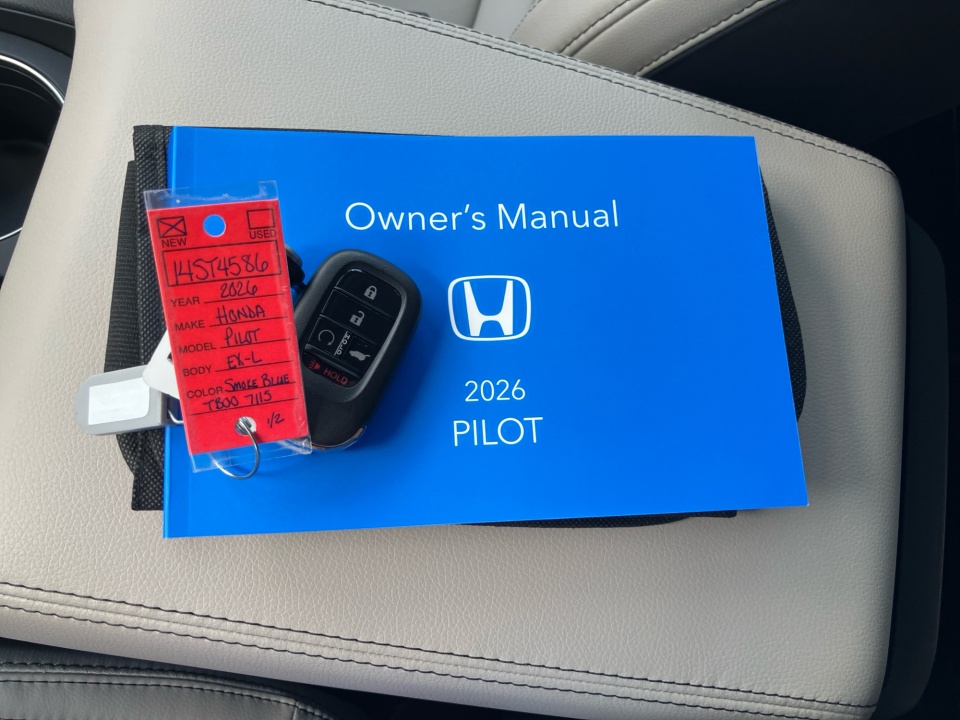 Owner's Manual
2026
PILOT
NEW
USED
14ST4586
YEAR 2026
MAKE HONDA
MODEL PILOT
BODY EX-L
COLOR SMOKE BLUE
TB00 7115
1/2
HOLD
HOLD